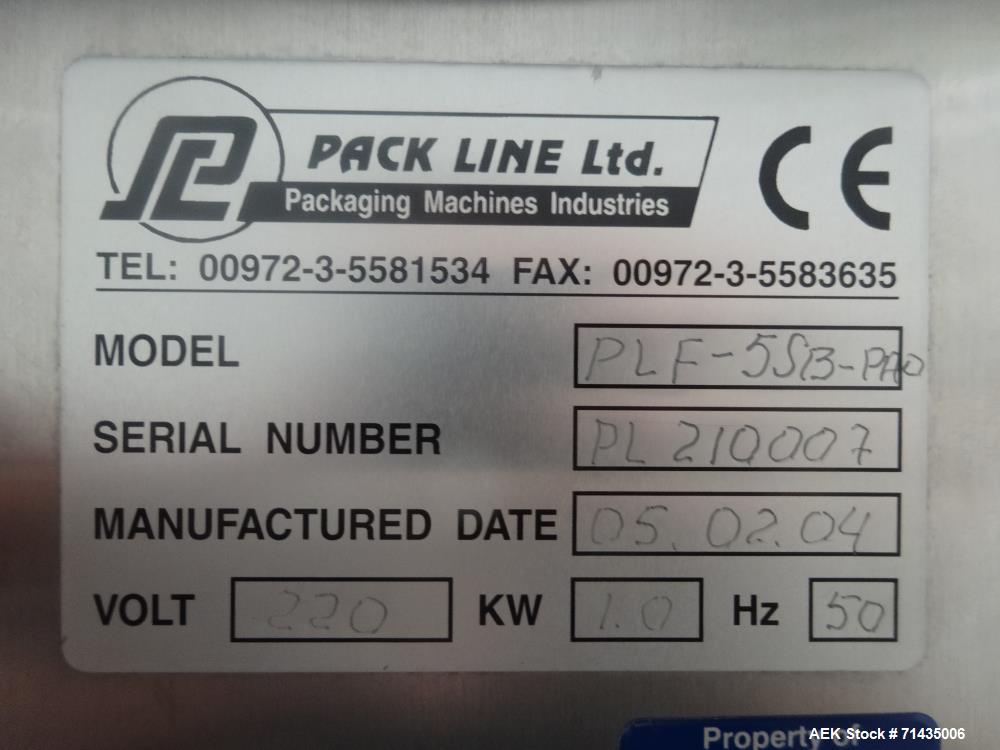 PL PACK LINE Ltd. CE
Packaging Machines Industries
TEL: 00972-3-5581534 FAX: 00972-3-5583635
MODEL PLF-5SB-PAO
SERIAL NUMBER PL 210007
MANUFACTURED DATE 05.02.04
VOLT 220 KW 1.0 Hz 50
Property of
AEK Stock # 71435006